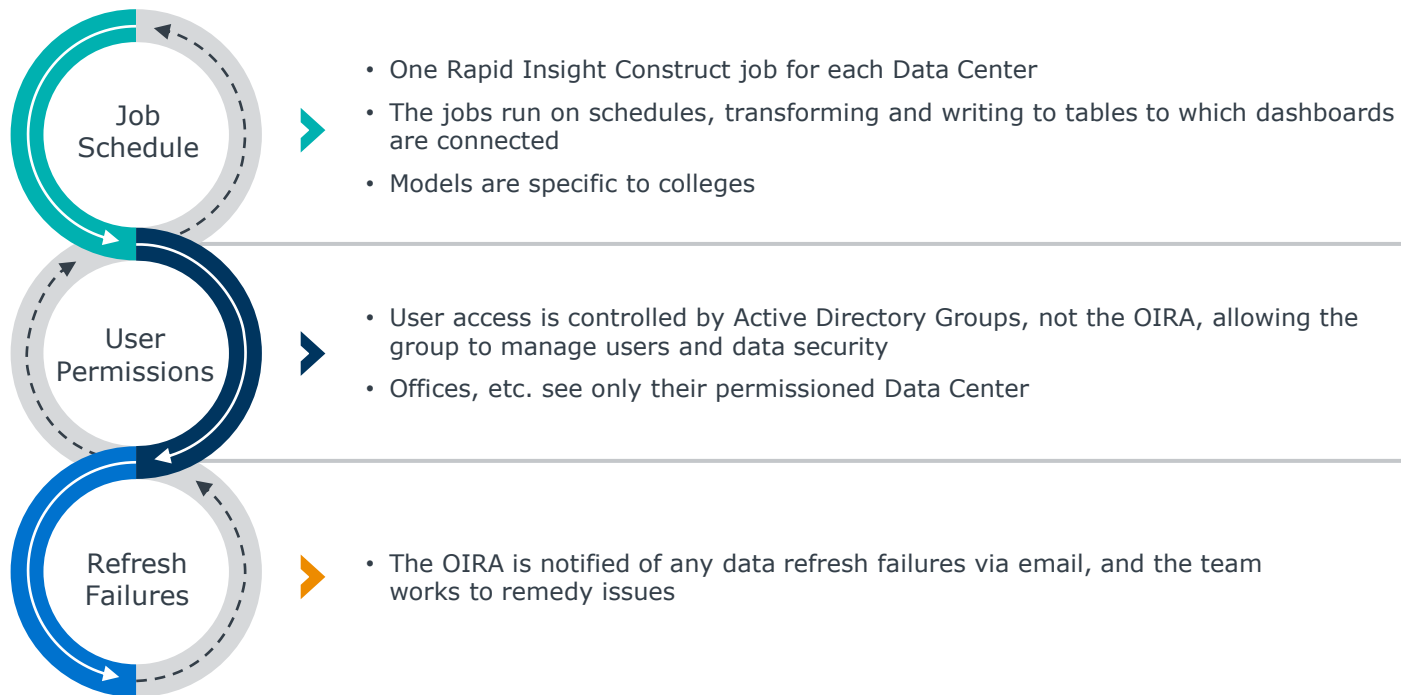 Job
Schedule
• One Rapid Insight Construct job for each Data Center
• The jobs run on schedules, transforming and writing to tables to which dashboards
are connected
• Models are specific to colleges
User
Permissions
• User access is controlled by Active Directory Groups, not the OIRA, allowing the
group to manage users and data security
• Offices, etc. see only their permissioned Data Center
Refresh
Failures
• The OIRA is notified of any data refresh failures via email, and the team
works to remedy issues